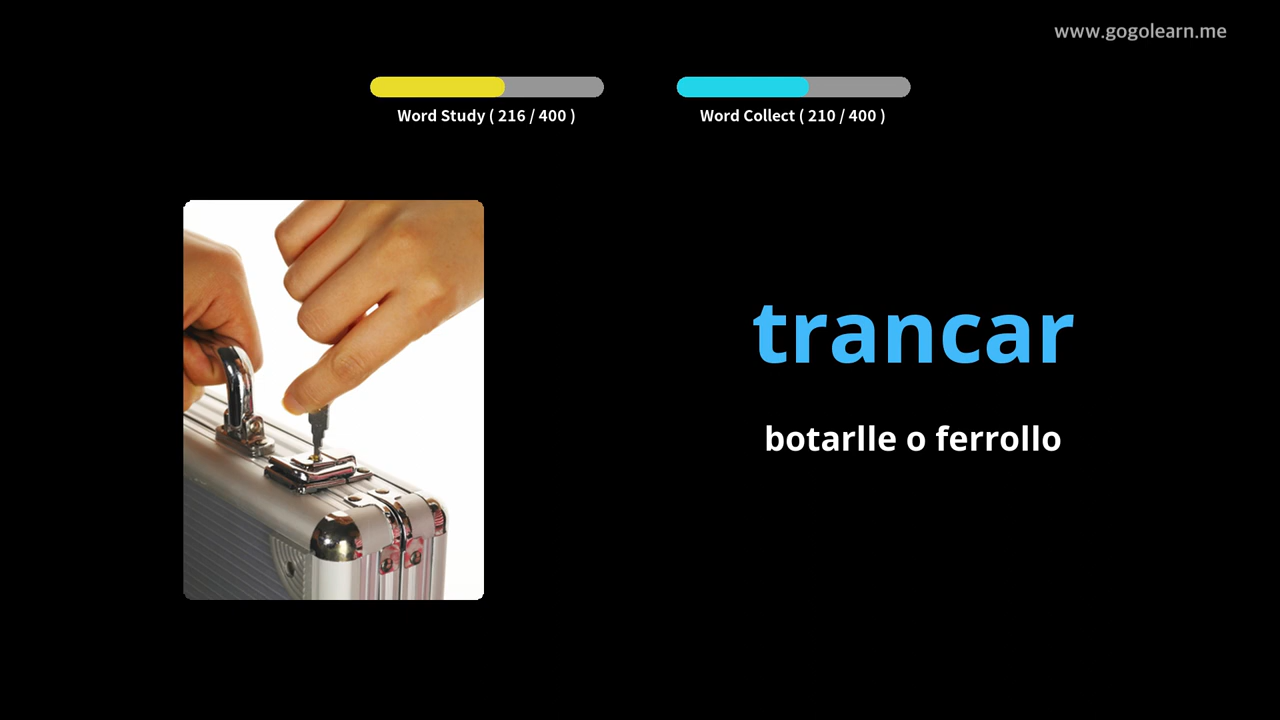 www.gogolearn.me
Word Study ( 216 / 400 )
Word Collect ( 210 / 400 )
trancar
botarlle o ferrollo